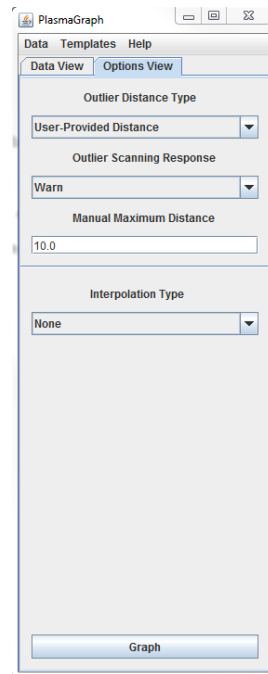 PlasmaGraph
Data Templates Help
Data View Options View
Outlier Distance Type
User-Provided Distance
Outlier Scanning Response
Warn
Manual Maximum Distance
10.0
Interpolation Type
None
Graph